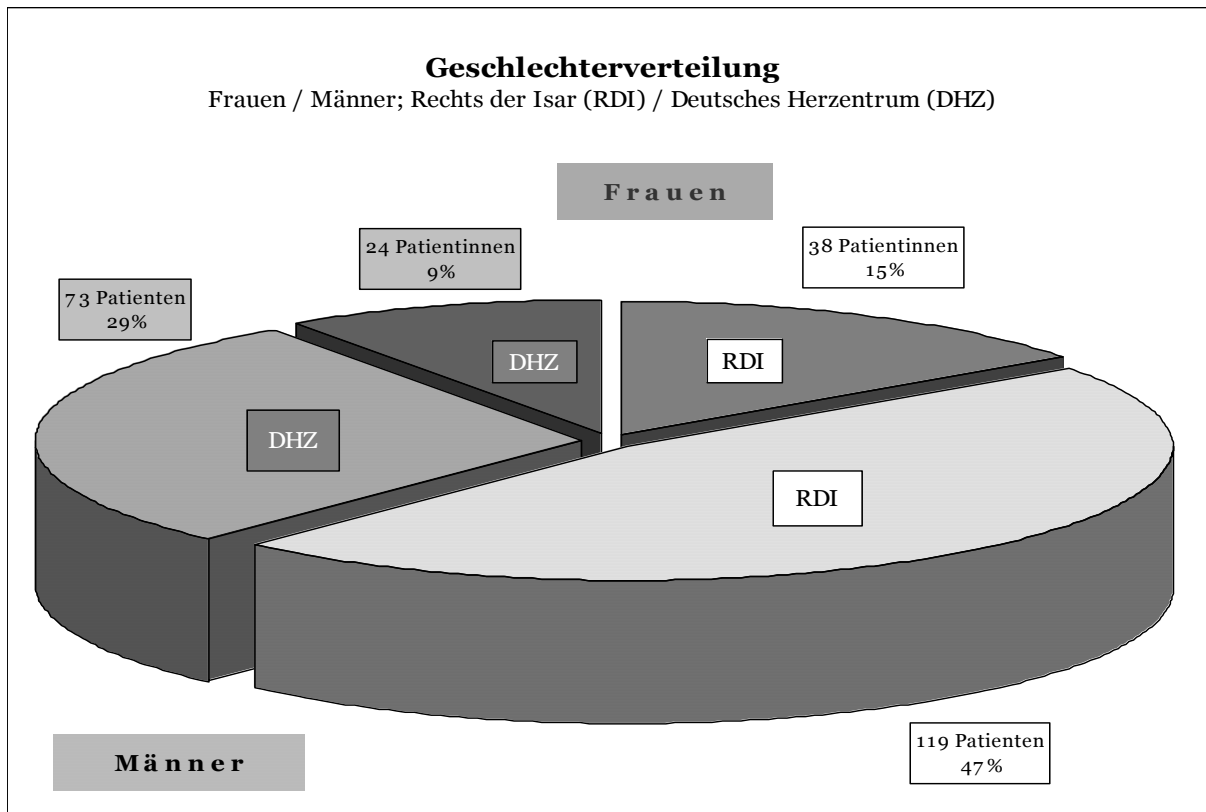 Geschlechterverteilung
Frauen / Männer; Rechts der Isar (RDI) / Deutsches Herzentrum (DHZ)
Frauen
24 Patientinnen
9%
38 Patientinnen
15%
73 Patienten
29%
DHZ
RDI
DHZ
RDI
Männer
119 Patienten
47%